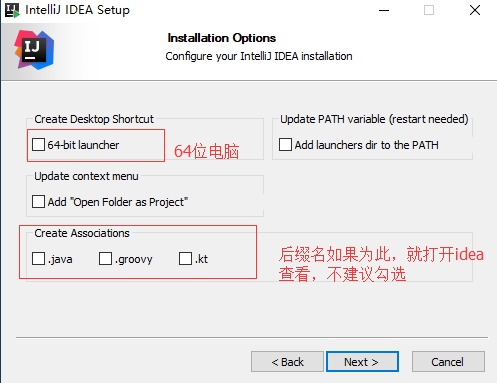 IntelliJ IDEA Setup
IJ
Installation Options
Configure your IntelliJ IDEA installation
Create Desktop Shortcut
64-bit launcher
64位电脑
Update PATH variable (restart needed)
Add launchers dir to the PATH
Update context menu
Add "Open Folder as Project"
Create Associations
.java
.groovy
.kt
后缀名如果为此，就打开idea
查看，不建议勾选
< Back
Next >
Cancel